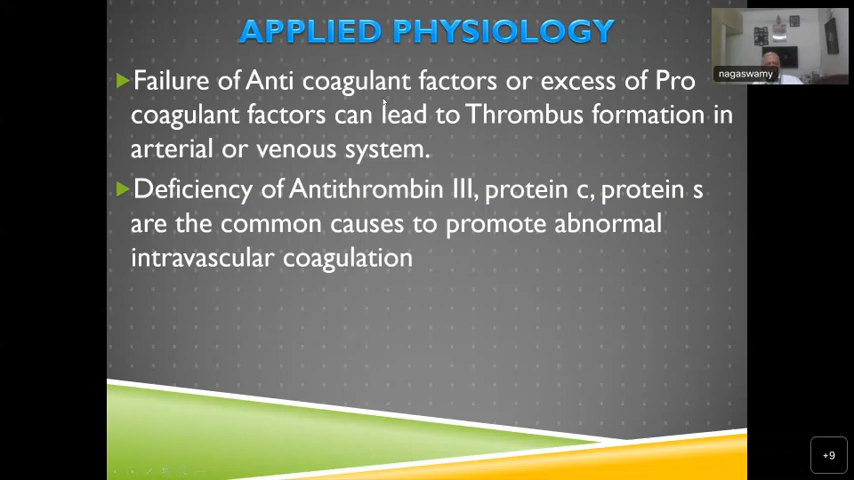 APPLIED PHYSIOLOGY
Failure of Anti coagulant factors or excess of Pro
coagulant factors can lead to Thrombus formation in
arterial or venous system.
Deficiency of Antithrombin III, protein c, protein s
are the common causes to promote abnormal
intravascular coagulation
nagaswamy
+9